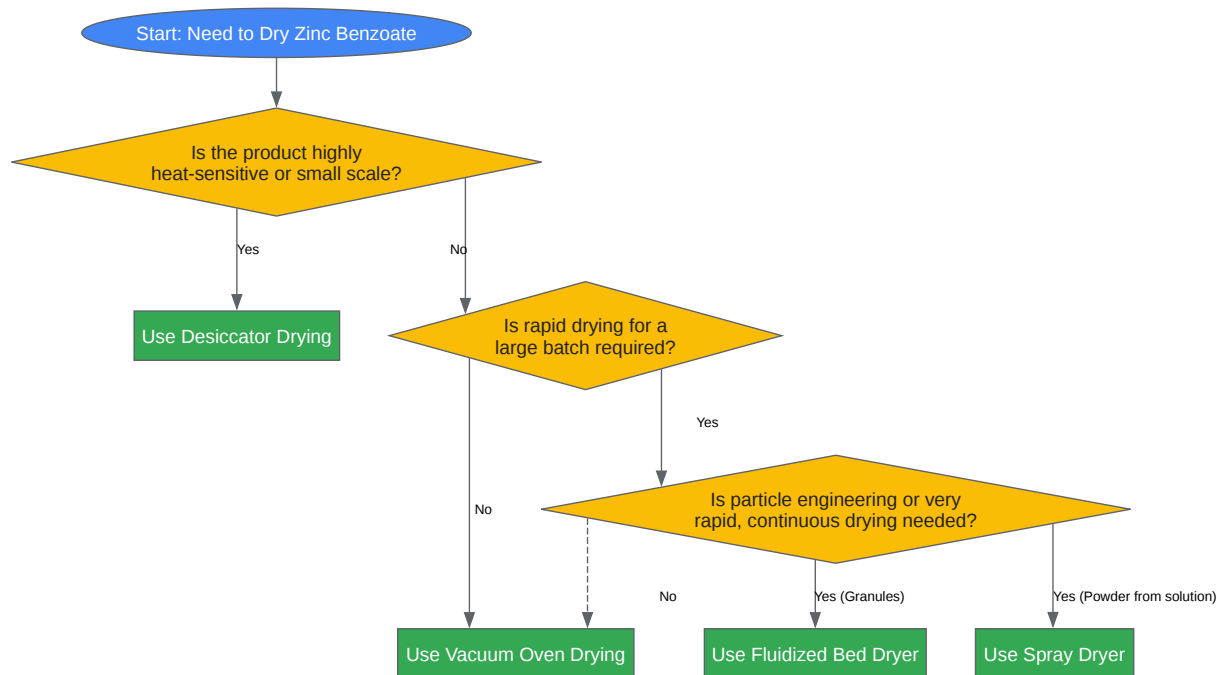 Start: Need to Dry Zinc Benzoate
Is the product highly
heat-sensitive or small scale?
Yes
No
Use Desiccator Drying
Is rapid drying for a
large batch required?
Yes
No
Is particle engineering or very
rapid, continuous drying needed?
No
Yes (Granules)
Yes (Powder from solution)
Use Vacuum Oven Drying
Use Fluidized Bed Dryer
Use Spray Dryer